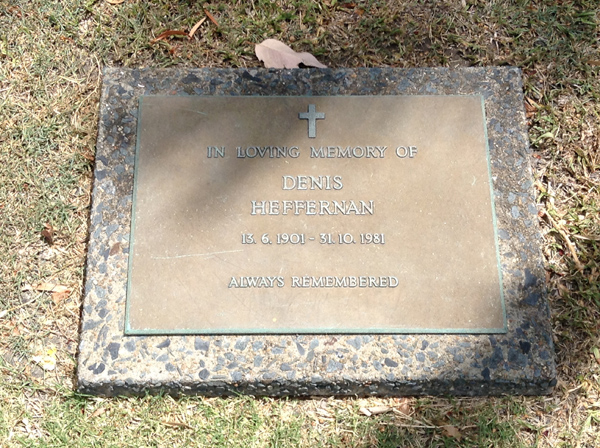 IN LOVING MEMORY OF
DENIS
HEFFERNAN
13.6.1901 - 31.10.1981
ALWAYS REMEMBERED